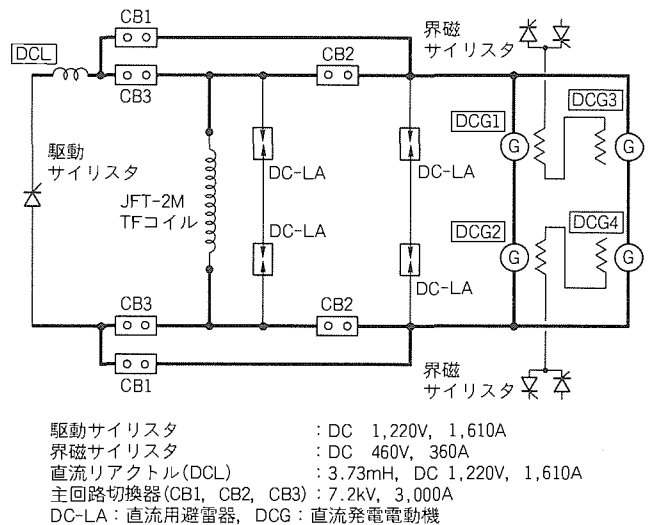 CB1
界磁
サイリスタ
DCL
CB2
CB3
DCG3
DCG1
G
G
駆動
サイリスタ
DC-LA
DC-LA
JFT-2M
TFコイル
DC-LA
DCG2
DCG4
G
G
DC-LA
CB3
CB2
CB1
界磁
サイリスタ
駆動サイリスタ : DC 1,220V, 1,610A
界磁サイリスタ : DC 460V, 360A
直流リアクトル(DCL) : 3.73mH, DC 1,220V, 1,610A
主回路切換器(CB1, CB2, CB3) : 7.2kV, 3,000A
DC-LA : 直流用避雷器, DCG : 直流発電電動機